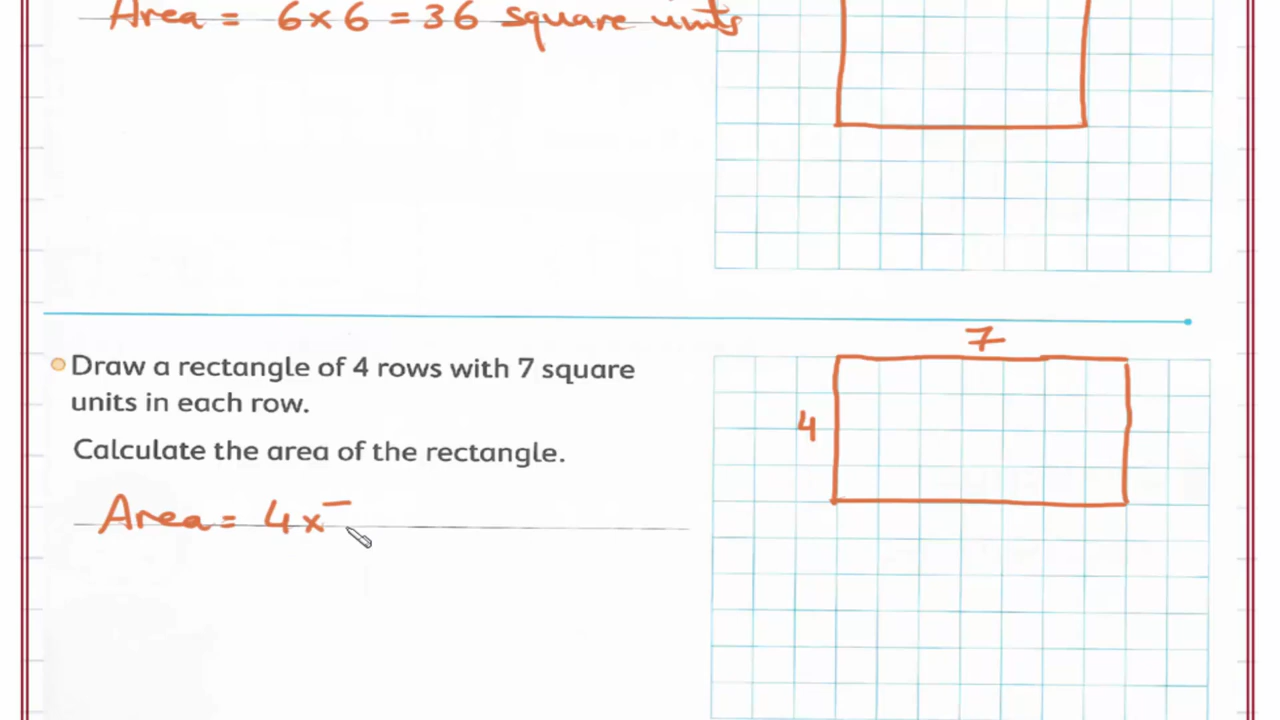 Area = 6 x 6 = 36 square units
7
Draw a rectangle of 4 rows with 7 square
units in each row.
4
Calculate the area of the rectangle.
Area = 4 x